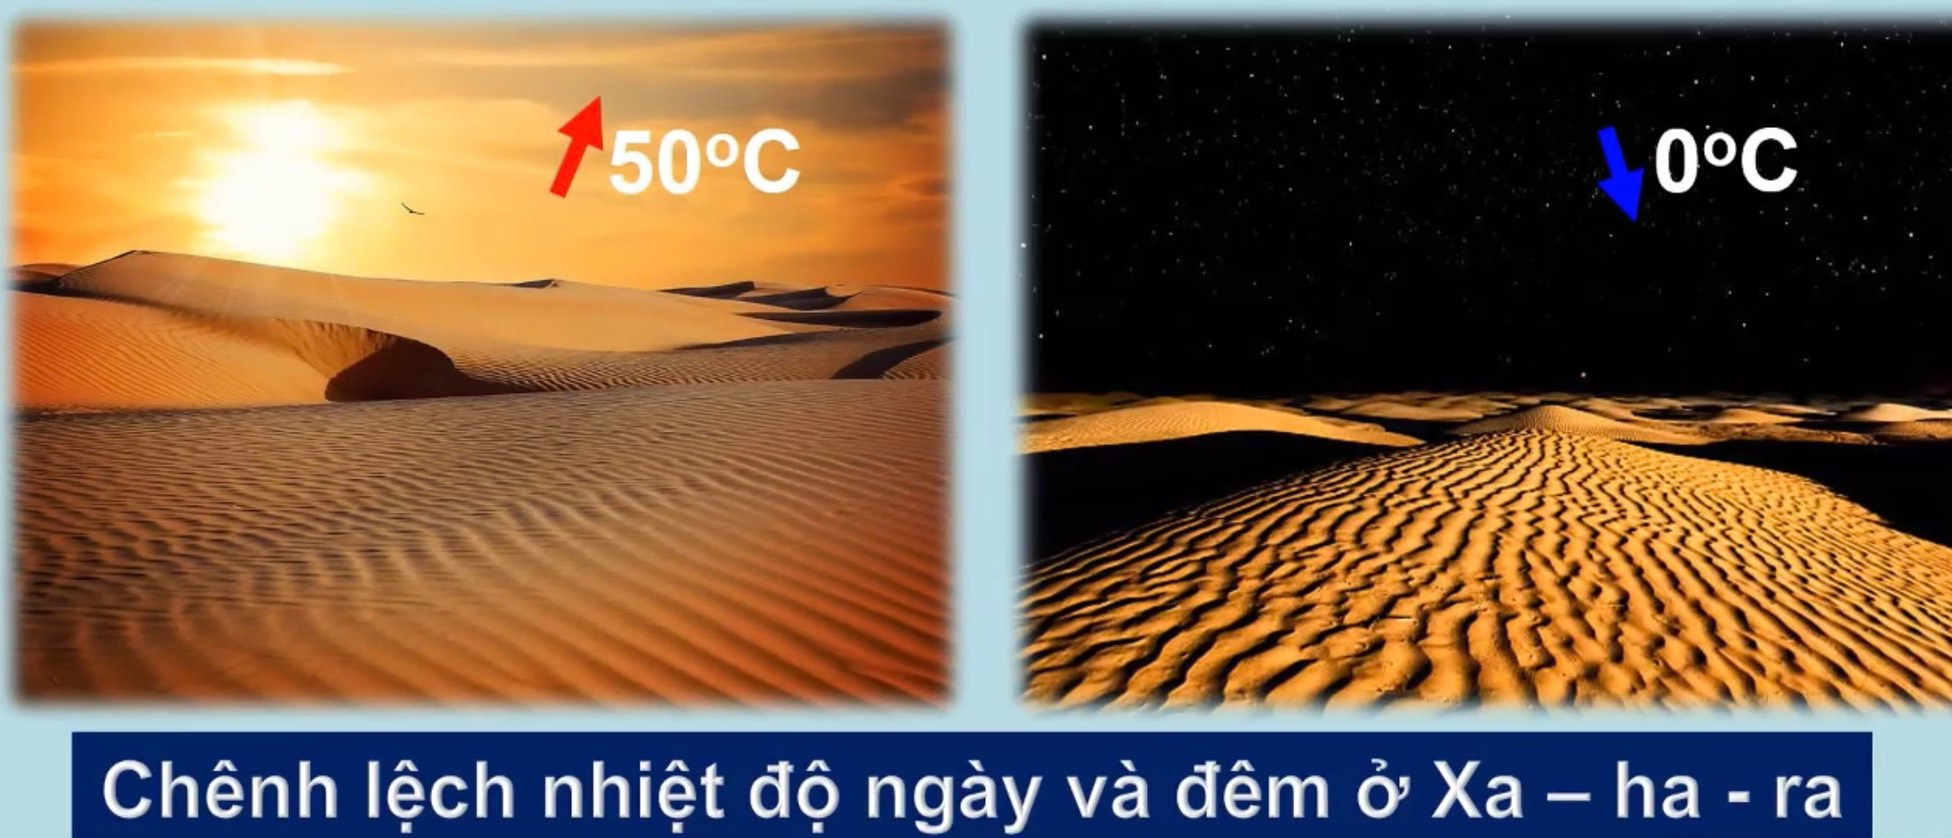 50ºC
0ºC
Chênh lệch nhiệt độ ngày và đêm ở Xa – ha - ra